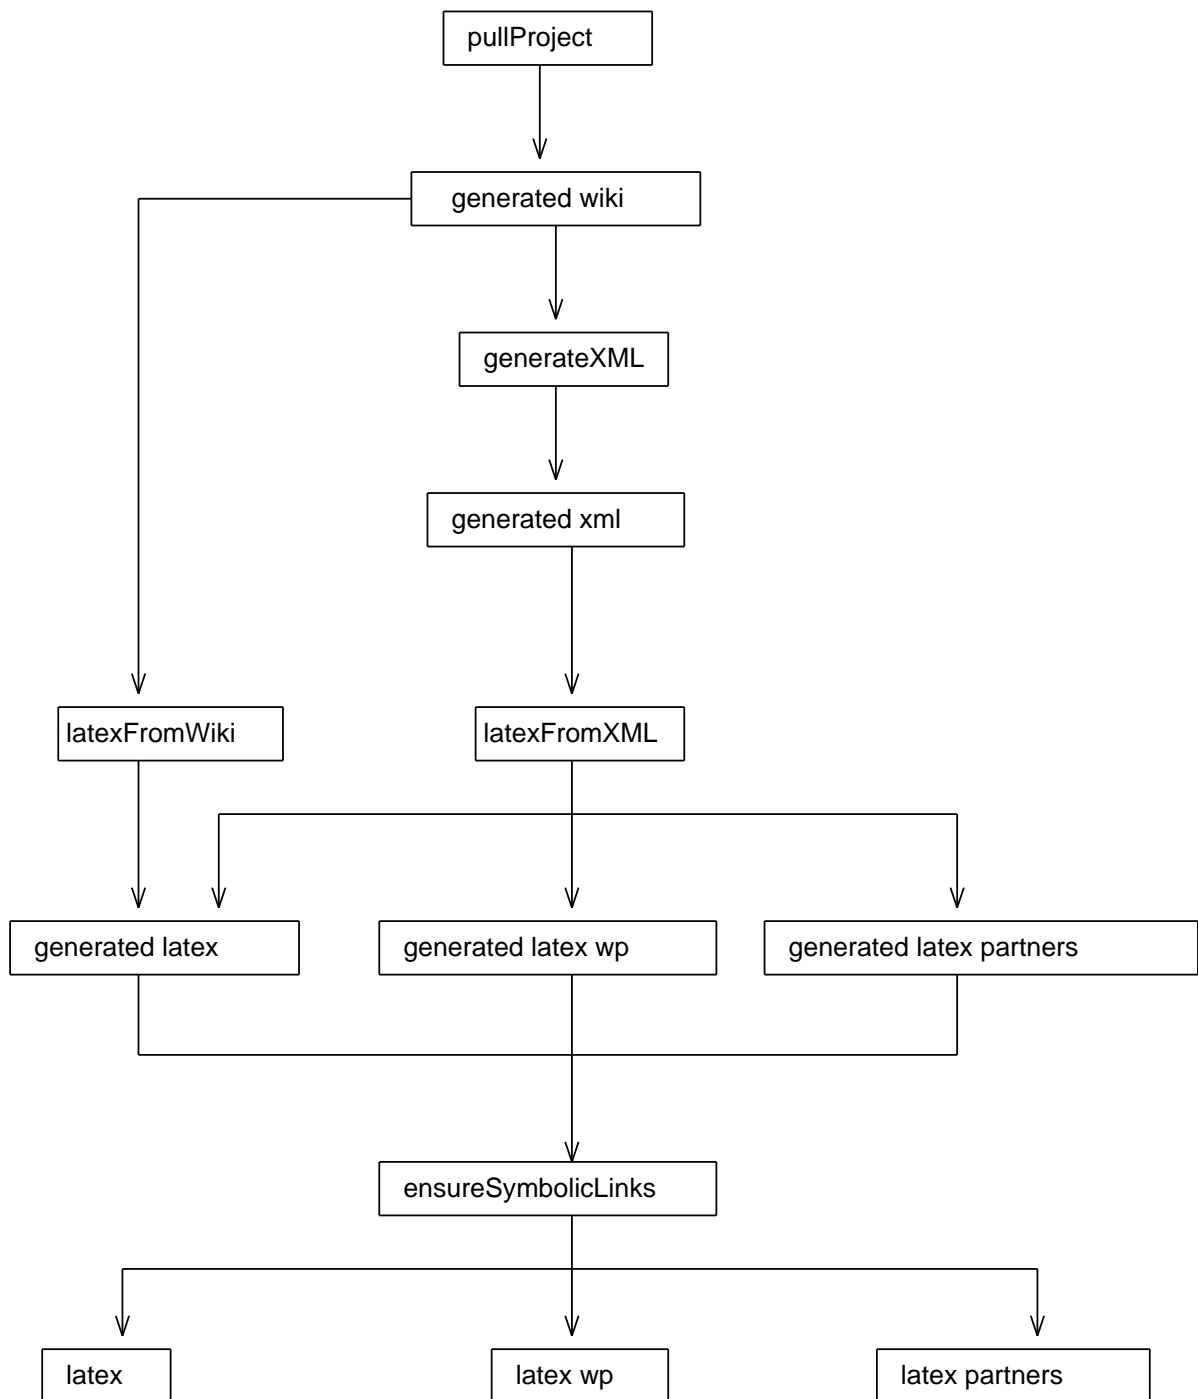 pullProject
generated wiki
generateXML
generated xml
latexFromWiki
latexFromXML
generated latex
generated latex wp
generated latex partners
ensureSymbolicLinks
latex
latex wp
latex partners